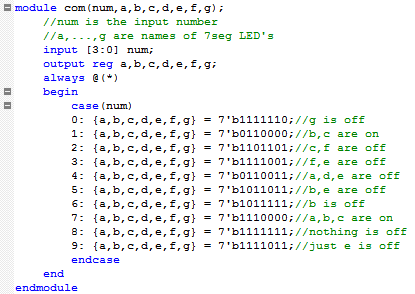 module com(num,a,b,c,d,e,f,g);
//num is the input number
//a,...,g are names of 7seg LED's
input [3:0] num;
output reg a,b,c,d,e,f,g;
always @(*)
begin
case(num)
0: {a,b,c,d,e,f,g} = 7'b1111110;//g is off
1: {a,b,c,d,e,f,g} = 7'b0110000;//b,c are on
2: {a,b,c,d,e,f,g} = 7'b1101101;//c,f are off
3: {a,b,c,d,e,f,g} = 7'b1111001;//f,e are off
4: {a,b,c,d,e,f,g} = 7'b0110011;//a,d,e are off
5: {a,b,c,d,e,f,g} = 7'b1011011;//b,e are off
6: {a,b,c,d,e,f,g} = 7'b1011111;//b is off
7: {a,b,c,d,e,f,g} = 7'b1110000;//a,b,c are on
8: {a,b,c,d,e,f,g} = 7'b1111111;//nothing is off
9: {a,b,c,d,e,f,g} = 7'b1111011;//just e is off
endcase
end
endmodule